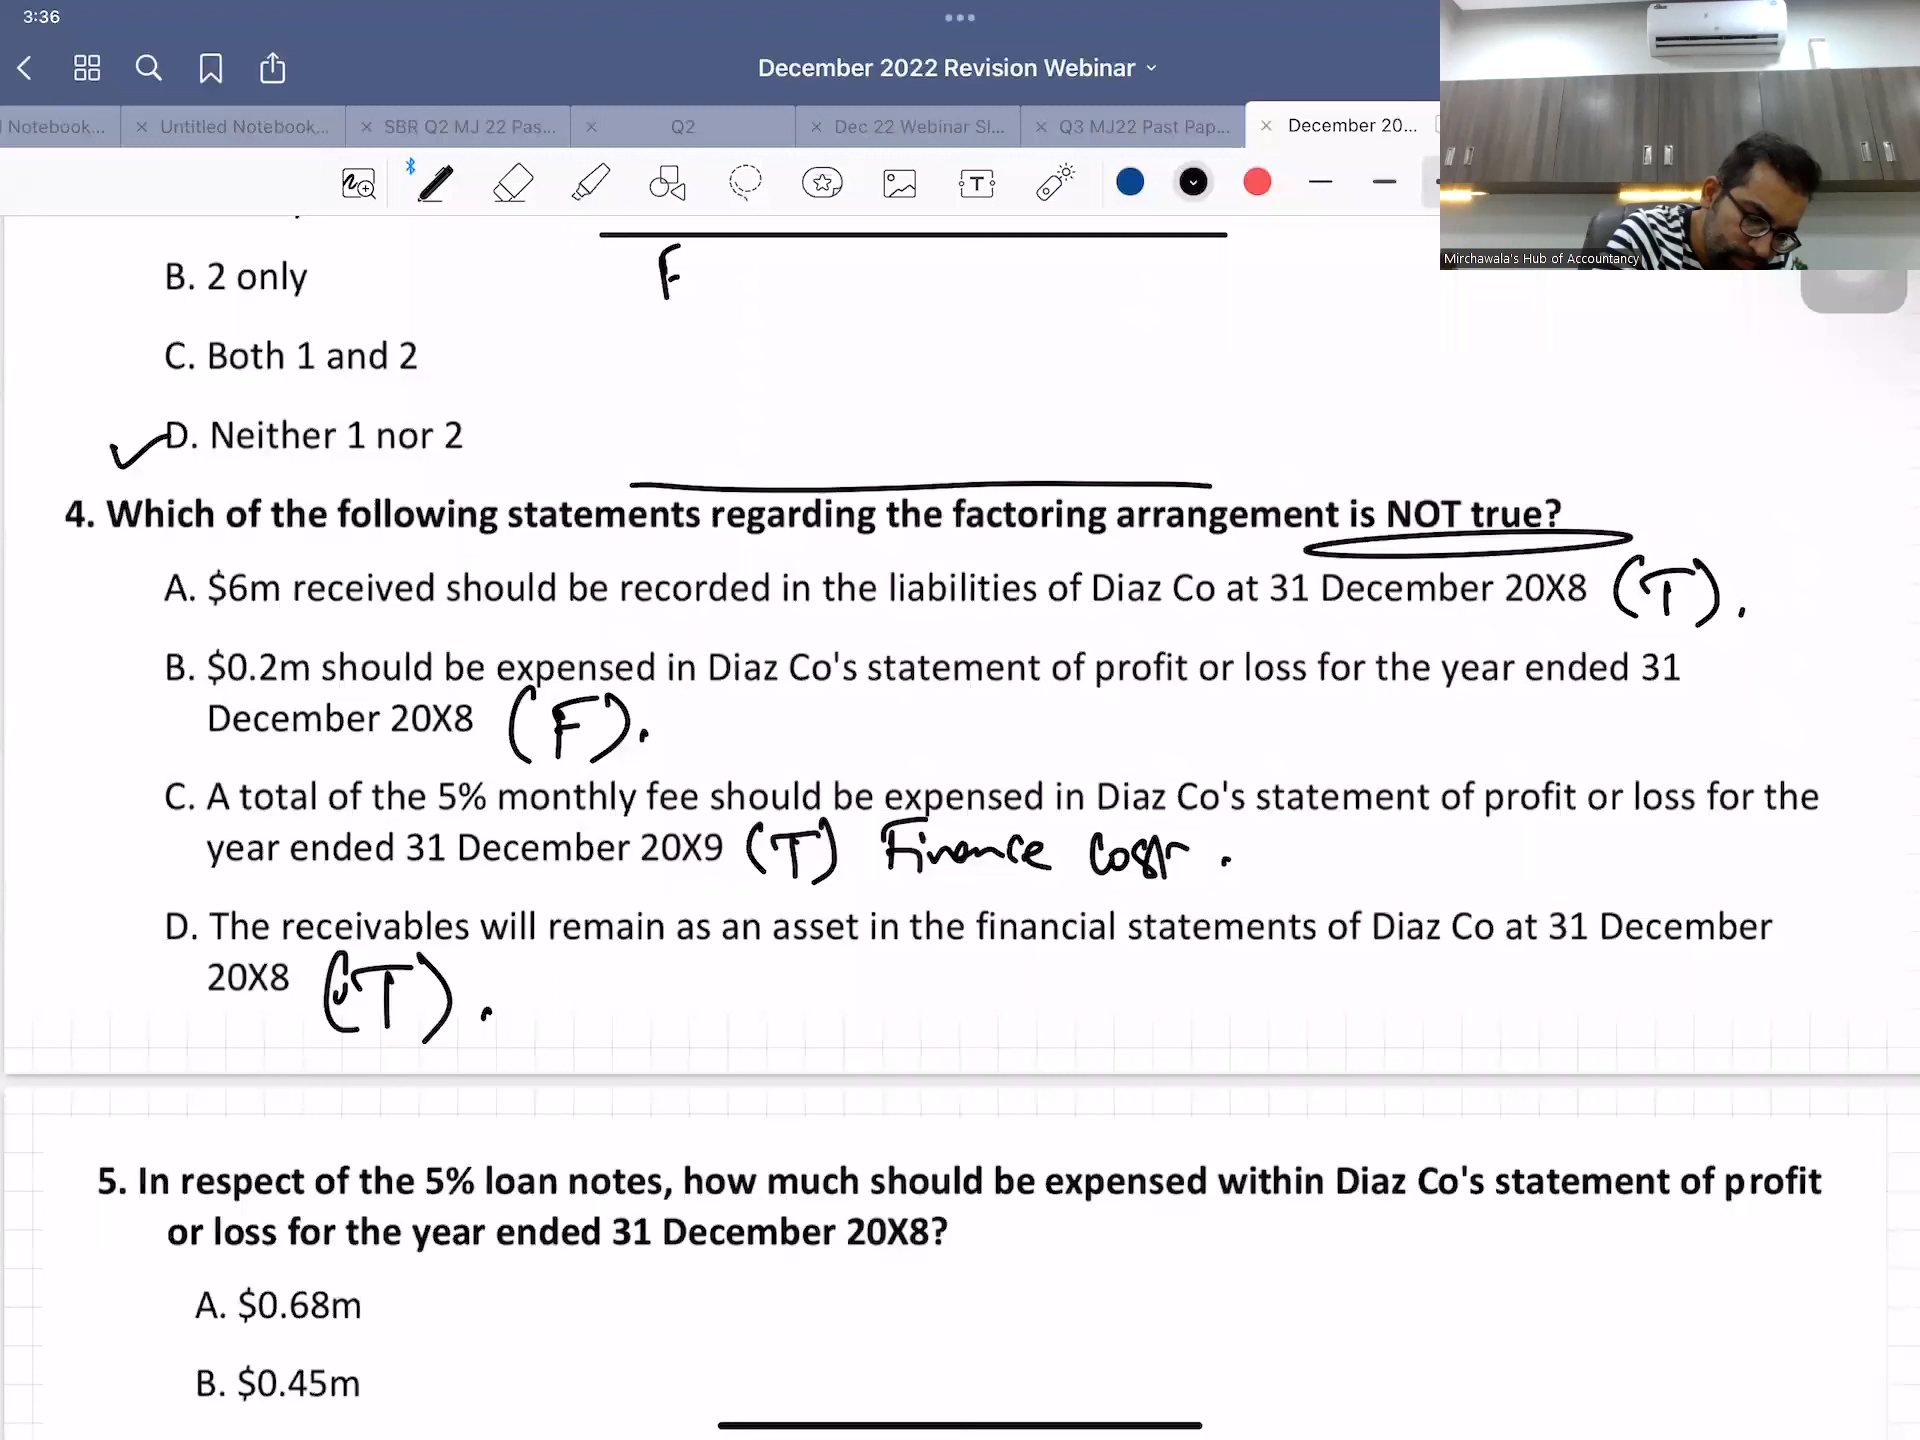 3:36
December 2022 Revision Webinar
l Notebook...
Untitled Notebook...
SBR Q2 MJ 22 Pas...
Q2
Dec 22 Webinar Sl...
Q3 MJ22 Past Pap...
December 20...
Mirchawala's Hub of Accountancy
B. 2 only
F
C. Both 1 and 2
D. Neither 1 nor 2
4. Which of the following statements regarding the factoring arrangement is NOT true?
A. $6m received should be recorded in the liabilities of Diaz Co at 31 December 20X8 (T).
B. $0.2m should be expensed in Diaz Co's statement of profit or loss for the year ended 31
December 20X8 (F).
C. A total of the 5% monthly fee should be expensed in Diaz Co's statement of profit or loss for the
year ended 31 December 20X9 (T) Finance Cost.
D. The receivables will remain as an asset in the financial statements of Diaz Co at 31 December
20X8 (T).
5. In respect of the 5% loan notes, how much should be expensed within Diaz Co's statement of profit
or loss for the year ended 31 December 20X8?
A. $0.68m
B. $0.45m